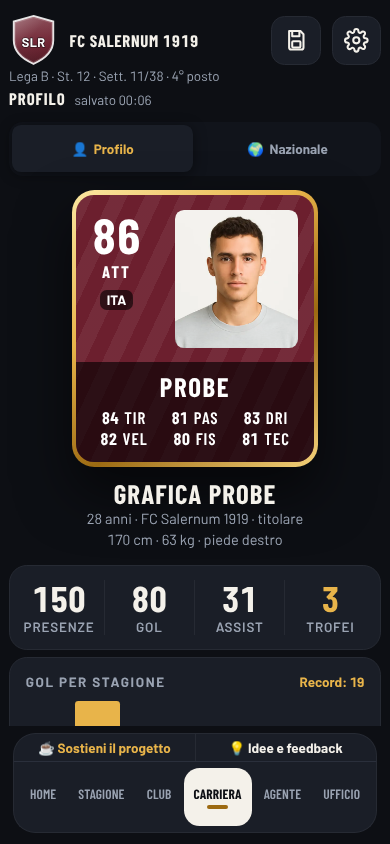 SLR
FC SALERNUM 1919
Lega B · St. 12 · Sett. 11/38 · 4° posto
PROFILO salvato 00:06
Profilo
Nazionale
86
ATT
ITA
PROBE
84 TIR 81 PAS 83 DRI
82 VEL 80 FIS 81 TEC
GRAFICA PROBE
28 anni · FC Salernum 1919 · titolare
170 cm · 63 kg · piede destro
150 80 31 3
PRESENZE GOL ASSIST TROFEI
GOL PER STAGIONE Record: 19
Sostieni il progetto Idee e feedback
HOME STAGIONE CLUB CARRIERA AGENTE UFFICIO